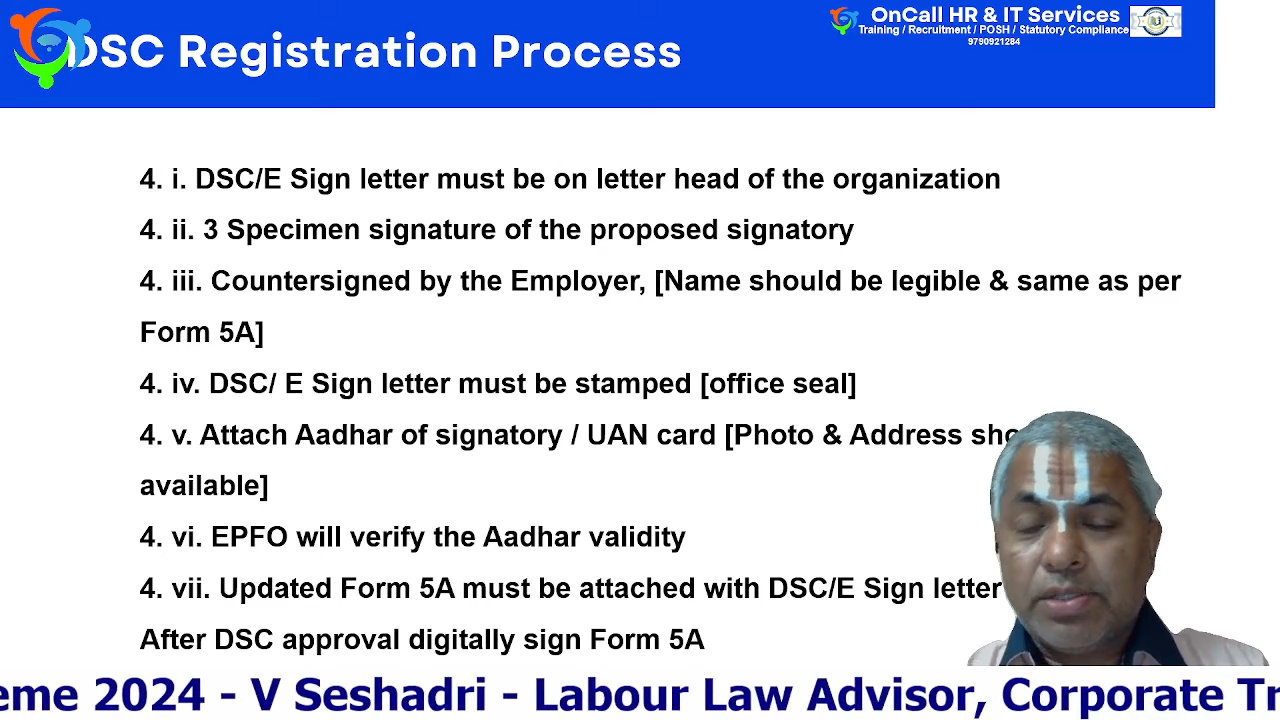 DSC Registration Process
OnCall HR & IT Services
Training / Recruitment / POSH / Statutory Compliance
9790921284
4. i. DSC/E Sign letter must be on letter head of the organization
4. ii. 3 Specimen signature of the proposed signatory
4. iii. Countersigned by the Employer, [Name should be legible & same as per
Form 5A]
4. iv. DSC/ E Sign letter must be stamped [office seal]
4. v. Attach Aadhar of signatory / UAN card [Photo & Address
available]
4. vi. EPFO will verify the Aadhar validity
4. vii. Updated Form 5A must be attached with DSC/E Sign letter
After DSC approval digitally sign Form 5A
eme 2024 - V Seshadri - Labour Law Advisor, Corporate Tr